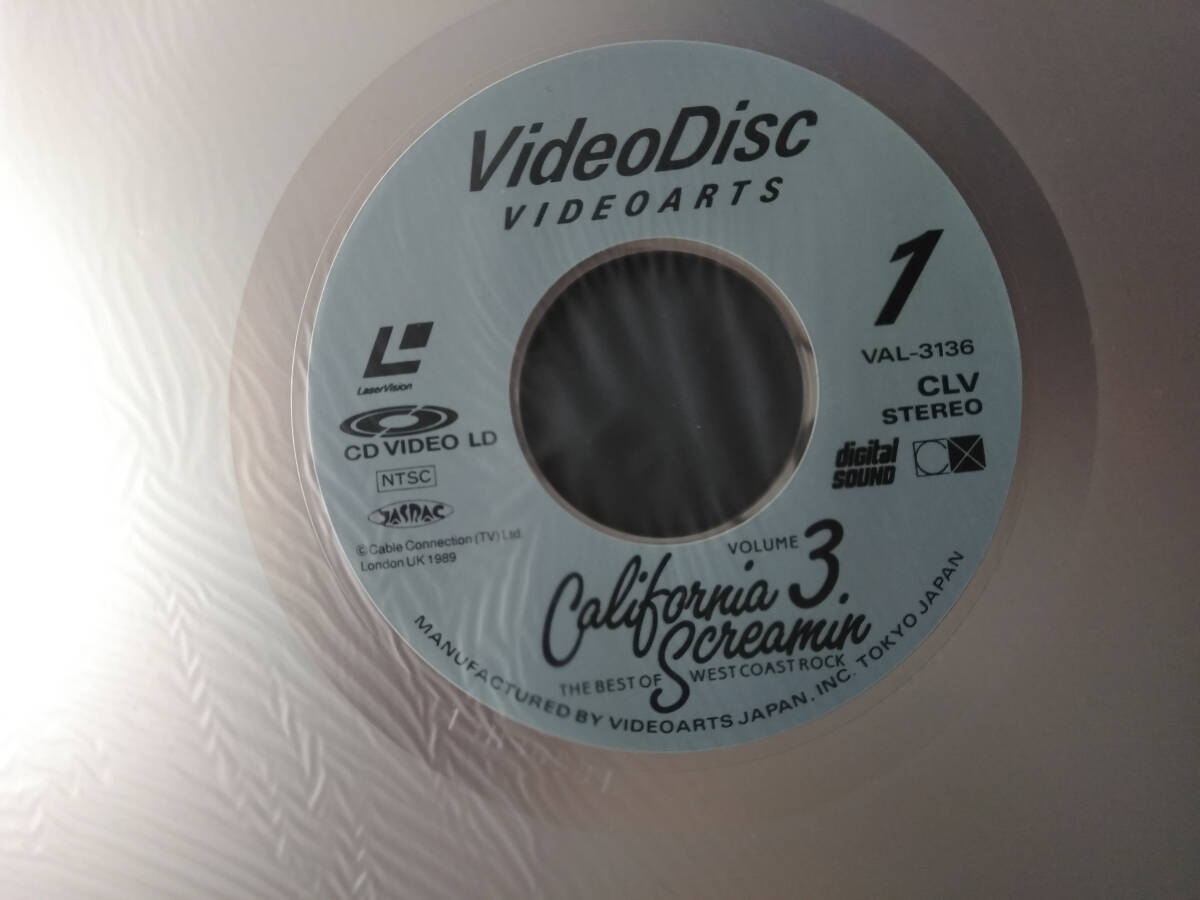 VideoDisc
VIDEOARTS
1
VAL-3136
CLV
STEREO
digital
SOUND
CX
LaserVision
CD VIDEO LD
NTSC
JASRAC
© Cable Connection (TV) Ltd.
London UK 1989
VOLUME 3.
California
Screamin
THE BEST OF WEST COAST ROCK
MANUFACTURED BY VIDEOARTS JAPAN, INC. TOKYO JAPAN